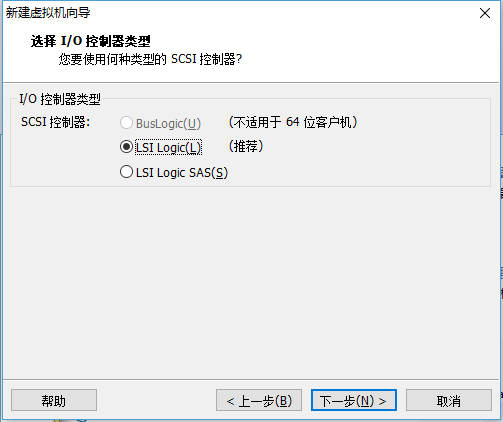 新建虚拟机向导
选择 I/O 控制器类型
您要使用何种类型的 SCSI 控制器?
I/O 控制器类型
SCSI 控制器: BusLogic(U) (不适用于 64 位客户机)
LSI Logic(L) (推荐)
LSI Logic SAS(S)
帮助 < 上一步(B) 下一步(N) > 取消